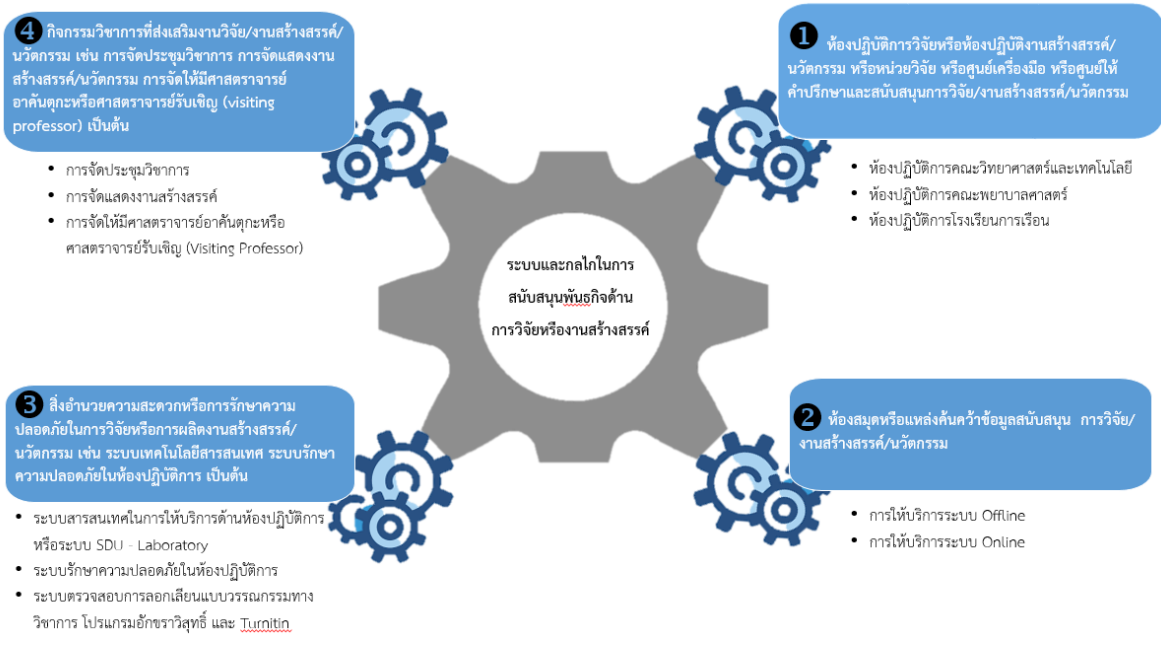 ❹ กิจกรรมวิชาการที่ส่งเสริมงานวิจัย/งานสร้างสรรค์/
นวัตกรรม เช่น การจัดประชุมวิชาการ การจัดแสดงงาน
สร้างสรรค์/นวัตกรรม การจัดให้มีศาสตราจารย์
อาคันตุกะหรือศาสตราจารย์รับเชิญ (visiting
professor) เป็นต้น
• การจัดประชุมวิชาการ
• การจัดแสดงงานสร้างสรรค์
• การจัดให้มีศาสตราจารย์อาคันตุกะหรือ
ศาสตราจารย์รับเชิญ (Visiting Professor)
❶ ห้องปฏิบัติการวิจัยหรือห้องปฏิบัติงานสร้างสรรค์/
นวัตกรรม หรือหน่วยวิจัย หรือศูนย์เครื่องมือ หรือศูนย์ให้
คำปรึกษาและสนับสนุนการวิจัย/งานสร้างสรรค์/นวัตกรรม
• ห้องปฏิบัติการคณะวิทยาศาสตร์และเทคโนโลยี
• ห้องปฏิบัติการคณะพยาบาลศาสตร์
• ห้องปฏิบัติการโรงเรียนการเรือน
ระบบและกลไกในการ
สนับสนุนพันธกิจด้าน
การวิจัยหรืองานสร้างสรรค์
❸ สิ่งอำนวยความสะดวกหรือการรักษาความ
ปลอดภัยในการวิจัยหรือการผลิตงานสร้างสรรค์/
นวัตกรรม เช่น ระบบเทคโนโลยีสารสนเทศ ระบบรักษา
ความปลอดภัยในห้องปฏิบัติการ เป็นต้น
• ระบบสารสนเทศในการให้บริการด้านห้องปฏิบัติการ
หรือระบบ SDU - Laboratory
• ระบบรักษาความปลอดภัยในห้องปฏิบัติการ
• ระบบตรวจสอบการลอกเลียนแบบวรรณกรรมทาง
วิชาการ โปรแกรมอักขราวิสุทธิ์ และ Turnitin
❷ ห้องสมุดหรือแหล่งค้นคว้าข้อมูลสนับสนุน การวิจัย/
งานสร้างสรรค์/นวัตกรรม
• การให้บริการระบบ Offline
• การให้บริการระบบ Online